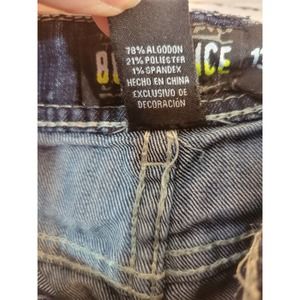 78% ALGODON
21% POLIESTER
1% SPANDEX
HECHO EN CHINA
EXCLUSIVO DE
DECORACIÓN